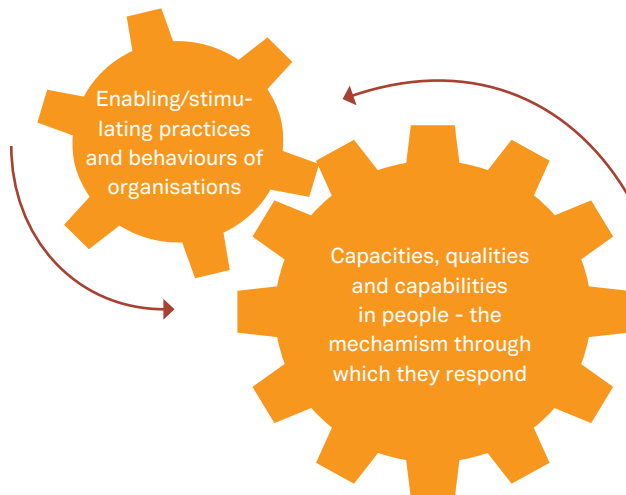 Enabling/stimu-
lating practices
and behaviours of
organisations
Capacities, qualities
and capabilities
in people - the
mechamism through
which they respond